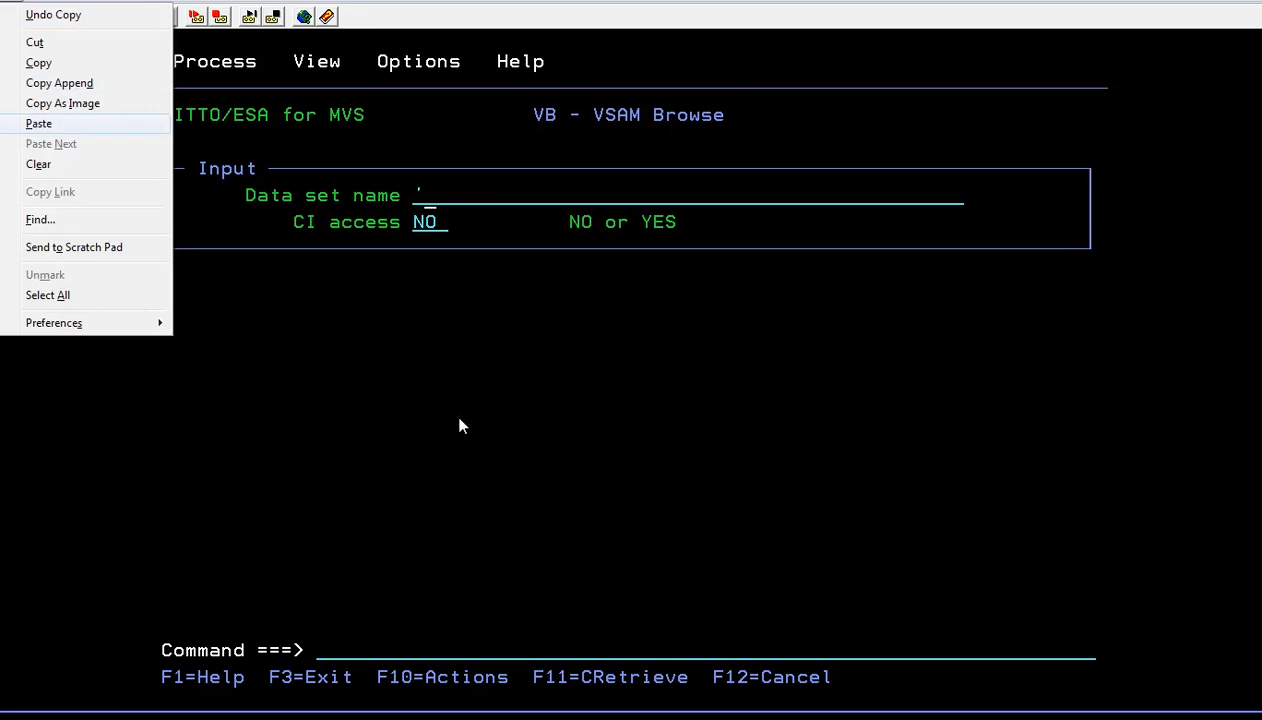 Undo Copy
Cut
Copy
Copy Append
Copy As Image
Paste
Paste Next
Clear
Copy Link
Find...
Send to Scratch Pad
Unmark
Select All
Preferences
Process View Options Help
ITTO/ESA for MVS VB - VSAM Browse
Input
Data set name '
CI access NO NO or YES
Command ===>
F1=Help F3=Exit F10=Actions F11=CRetrieve F12=Cancel